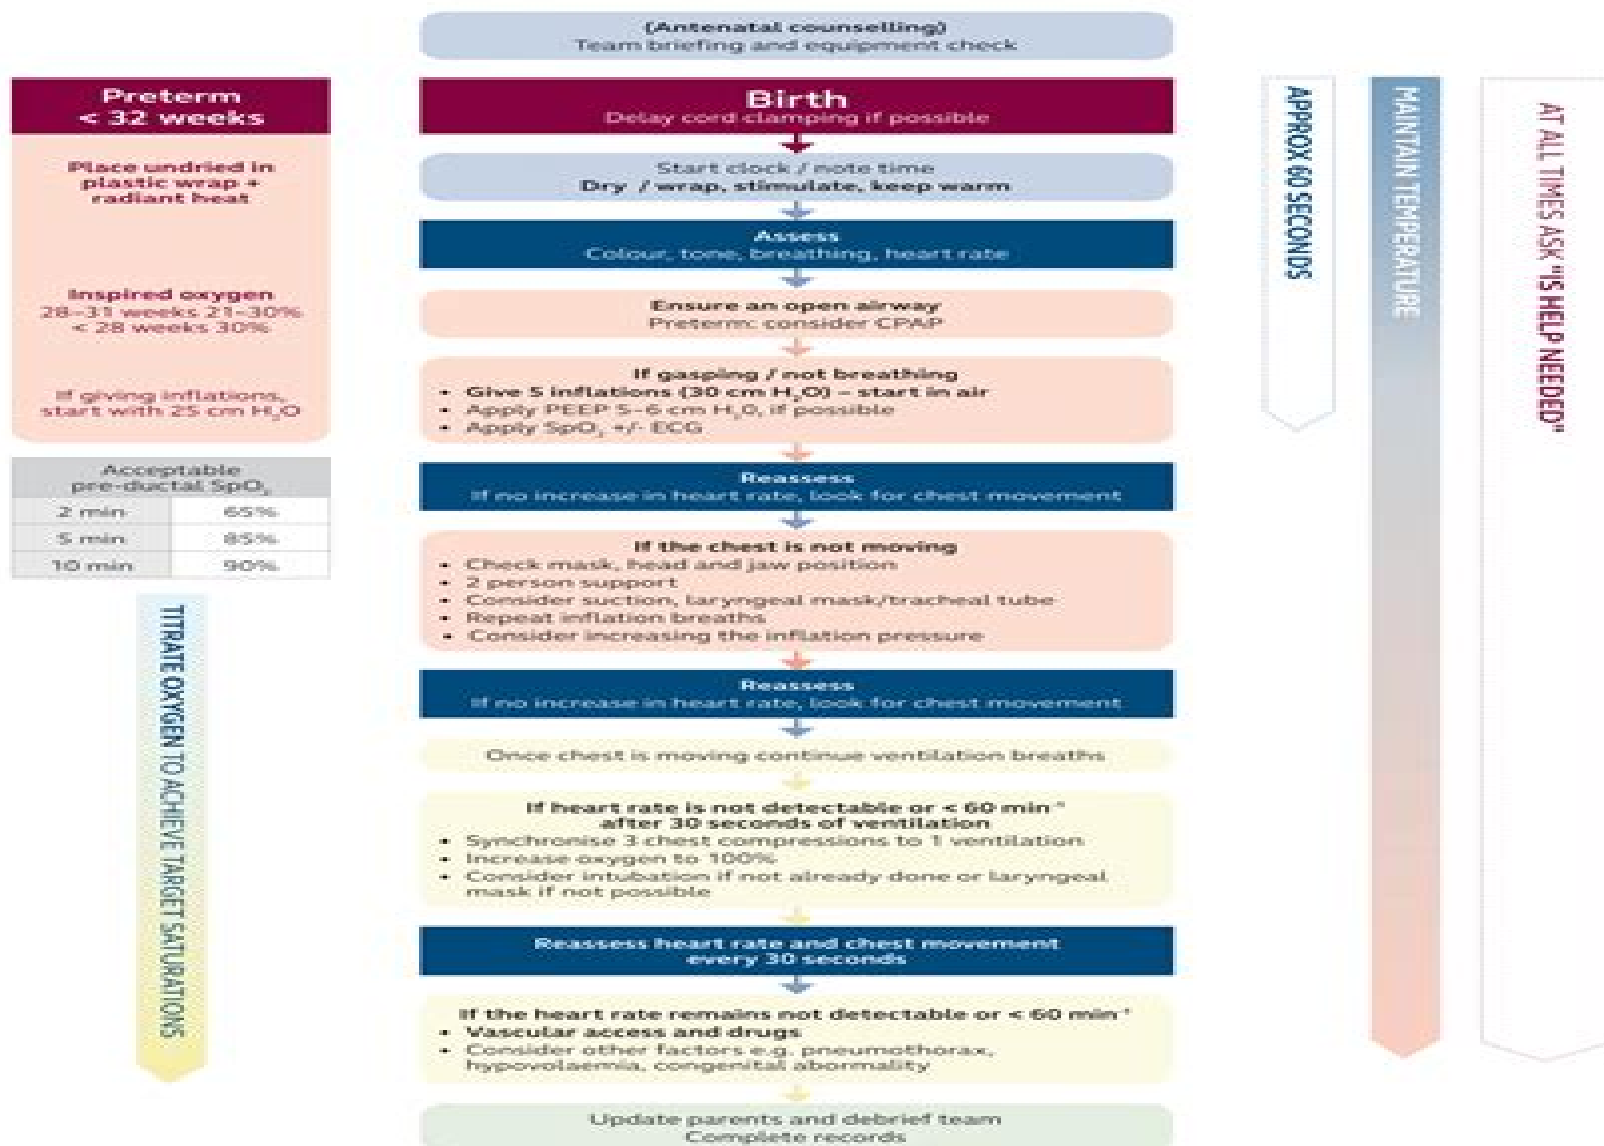 (Antenatal counselling)
Team briefing and equipment check
Preterm
< 32 weeks
Place undried in
plastic wrap +
radiant heat
Inspired oxygen
28–31 weeks 21–30%
< 28 weeks 30%
If giving inflations,
start with 25 cm H₂O
Acceptable
pre-ductal SpO₂
2 min 65%
5 min 85%
10 min 90%
TITRATE OXYGEN TO ACHIEVE TARGET SATURATIONS
Birth
Delay cord clamping if possible
Start clock / note time
Dry / wrap, stimulate, keep warm
Assess
Colour, tone, breathing, heart rate
Ensure an open airway
Preterm: consider CPAP
If gasping / not breathing
• Give 5 inflations (30 cm H₂O) – start in air
• Apply PEEP 5–6 cm H₂0, if possible
• Apply SpO₂ +/- ECG
Reassess
If no increase in heart rate, look for chest movement
If the chest is not moving
• Check mask, head and jaw position
• 2 person support
• Consider suction, laryngeal mask/tracheal tube
• Repeat inflation breaths
• Consider increasing the inflation pressure
Reassess
If no increase in heart rate, look for chest movement
Once chest is moving continue ventilation breaths
If heart rate is not detectable or < 60 min⁻¹
after 30 seconds of ventilation
• Synchronise 3 chest compressions to 1 ventilation
• Increase oxygen to 100%
• Consider intubation if not already done or laryngeal
mask if not possible
Reassess heart rate and chest movement
every 30 seconds
If the heart rate remains not detectable or < 60 min⁻¹
• Vascular access and drugs
• Consider other factors e.g. pneumothorax,
hypovolaemia, congenital abormality
Update parents and debrief team
Complete records
APPROX 60 SECONDS
MAINTAIN TEMPERATURE
AT ALL TIMES ASK "IS HELP NEEDED"